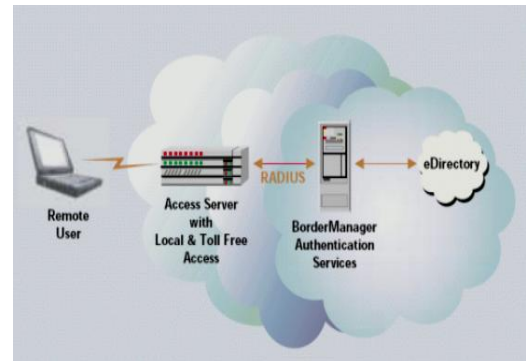 Remote
User
Access Server
with
Local & Toll Free
Access
RADIUS
BorderManager
Authentication
Services
eDirectory